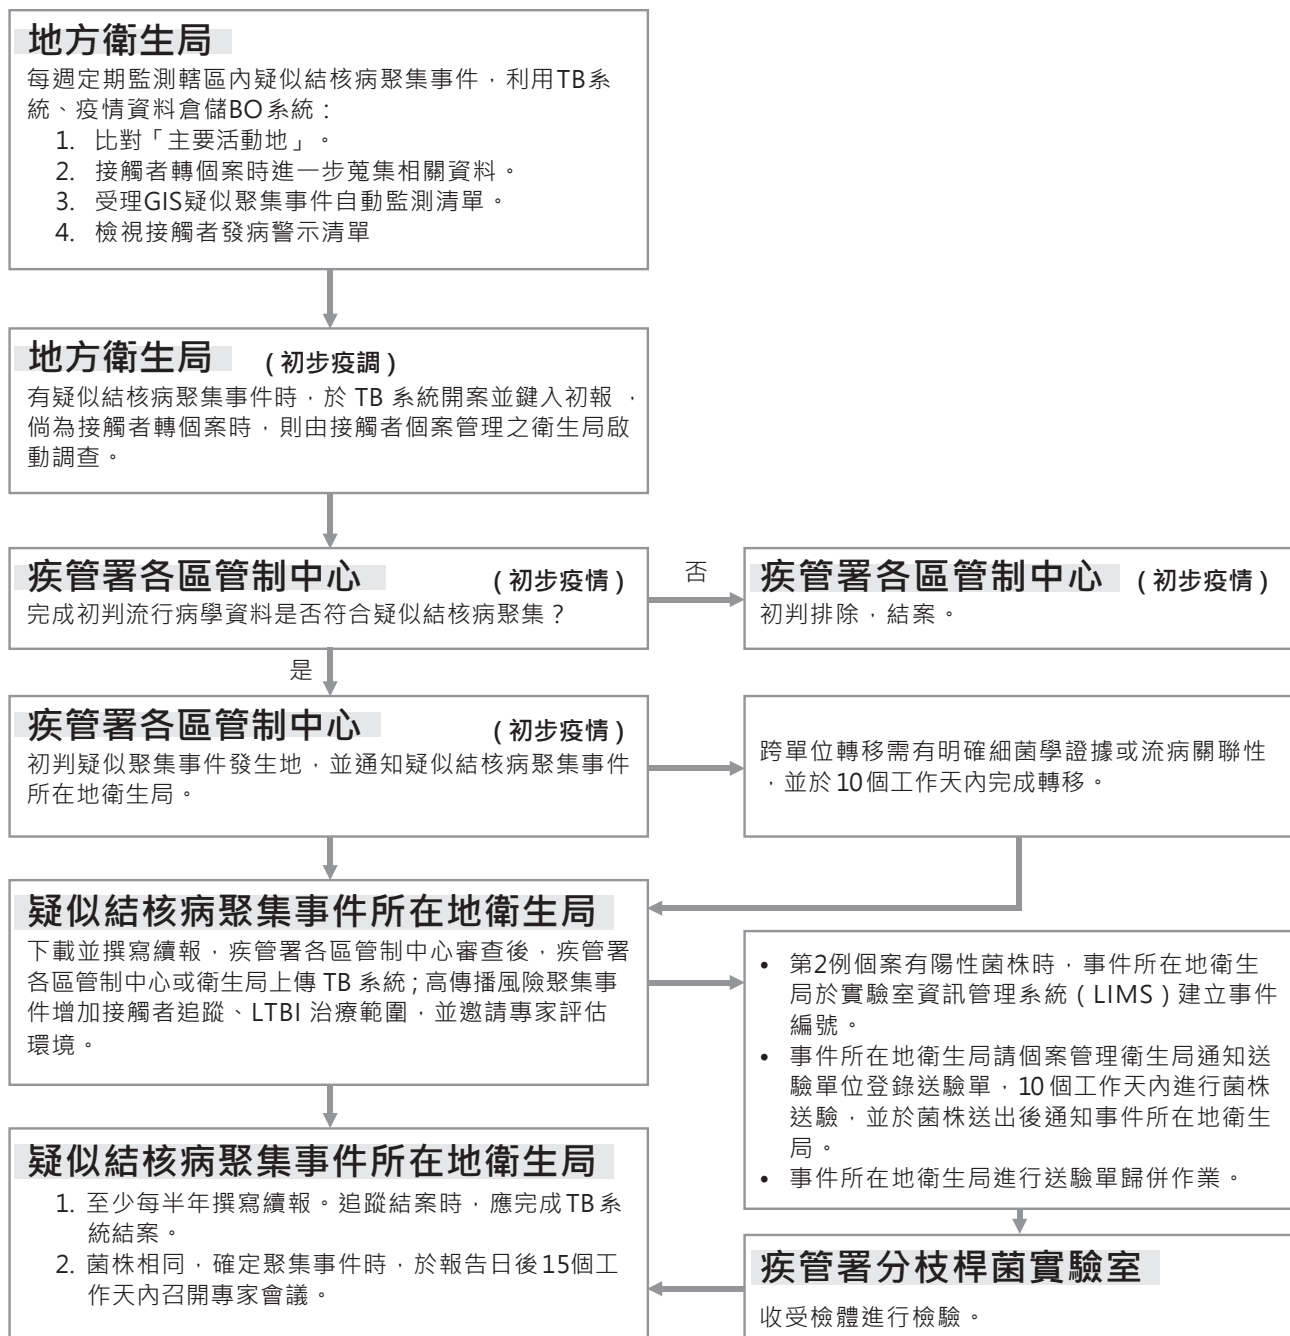 地方衛生局
每週定期監測轄區內疑似結核病聚集事件，利用TB系
統、疫情資料倉儲BO系統：
1. 比對「主要活動地」。
2. 接觸者轉個案時進一步蒐集相關資料。
3. 受理GIS疑似聚集事件自動監測清單。
4. 檢視接觸者發病警示清單
地方衛生局 (初步疫調)
有疑似結核病聚集事件時，於 TB 系統開案並鍵入初報，
倘為接觸者轉個案時，則由接觸者個案管理之衛生局啟
動調查。
疾管署各區管制中心 (初步疫情)
完成初判流行病學資料是否符合疑似結核病聚集？
否
疾管署各區管制中心 (初步疫情)
初判排除，結案。
是
疾管署各區管制中心 (初步疫情)
初判疑似聚集事件發生地，並通知疑似結核病聚集事件
所在地衛生局。
跨單位轉移需有明確細菌學證據或流病關聯性
，並於10個工作天內完成轉移。
疑似結核病聚集事件所在地衛生局
下載並撰寫續報，疾管署各區管制中心審查後，疾管署
各區管制中心或衛生局上傳 TB 系統；高傳播風險聚集事
件增加接觸者追蹤、LTBI 治療範圍，並邀請專家評估
環境。
• 第2例個案有陽性菌株時，事件所在地衛生
局於實驗室資訊管理系統（LIMS）建立事件
編號。
• 事件所在地衛生局請個案管理衛生局通知送
驗單位登錄送驗單，10個工作天內進行菌株
送驗，並於菌株送出後通知事件所在地衛生
局。
• 事件所在地衛生局進行送驗單歸併作業。
疑似結核病聚集事件所在地衛生局
1. 至少每半年撰寫續報。追蹤結案時，應完成TB系
統結案。
2. 菌株相同，確定聚集事件時，於報告日後15個工
作天內召開專家會議。
疾管署分枝桿菌實驗室
收受檢體進行檢驗。